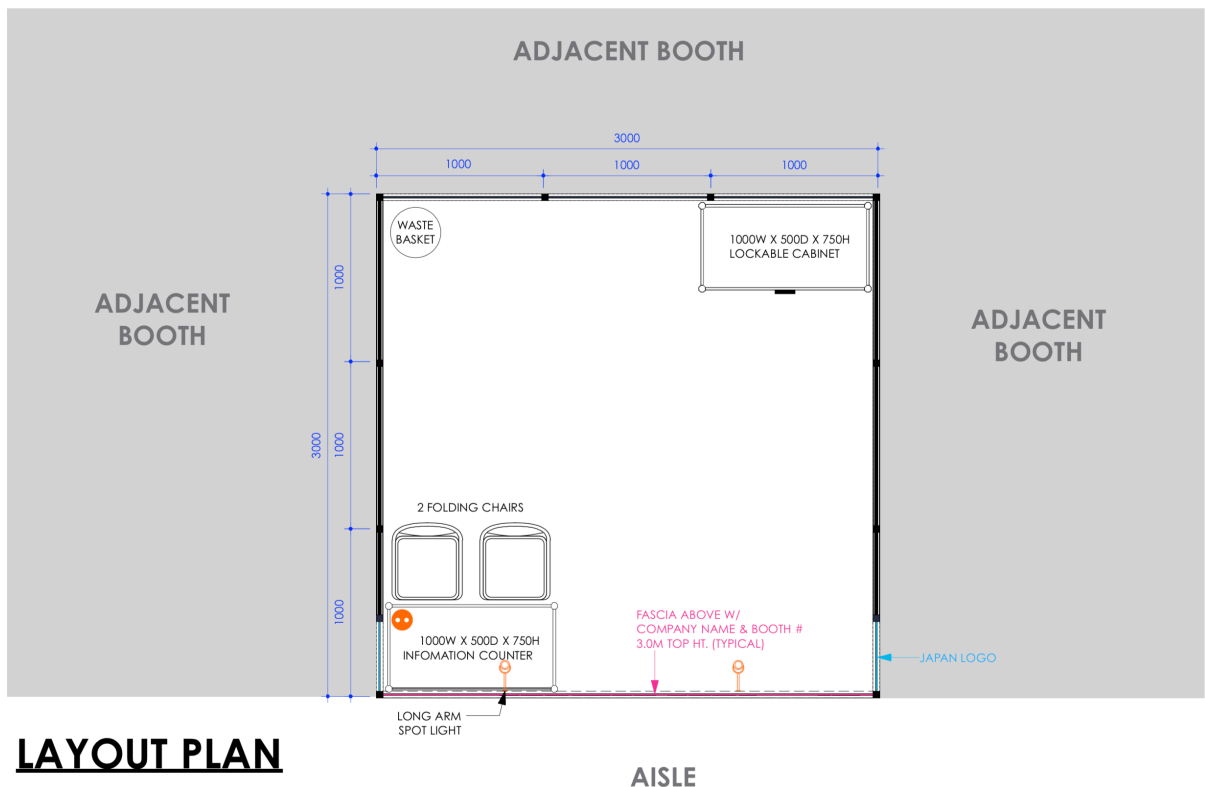 ADJACENT BOOTH
3000
1000
1000
1000
WASTE
BASKET
1000W X 500D X 750H
LOCKABLE CABINET
1000
ADJACENT
BOOTH
ADJACENT
BOOTH
3000
1000
2 FOLDING CHAIRS
1000
1000W X 500D X 750H
INFOMATION COUNTER
FASCIA ABOVE W/
COMPANY NAME & BOOTH #
3.0M TOP HT. (TYPICAL)
JAPAN LOGO
LONG ARM
SPOT LIGHT
LAYOUT PLAN
AISLE